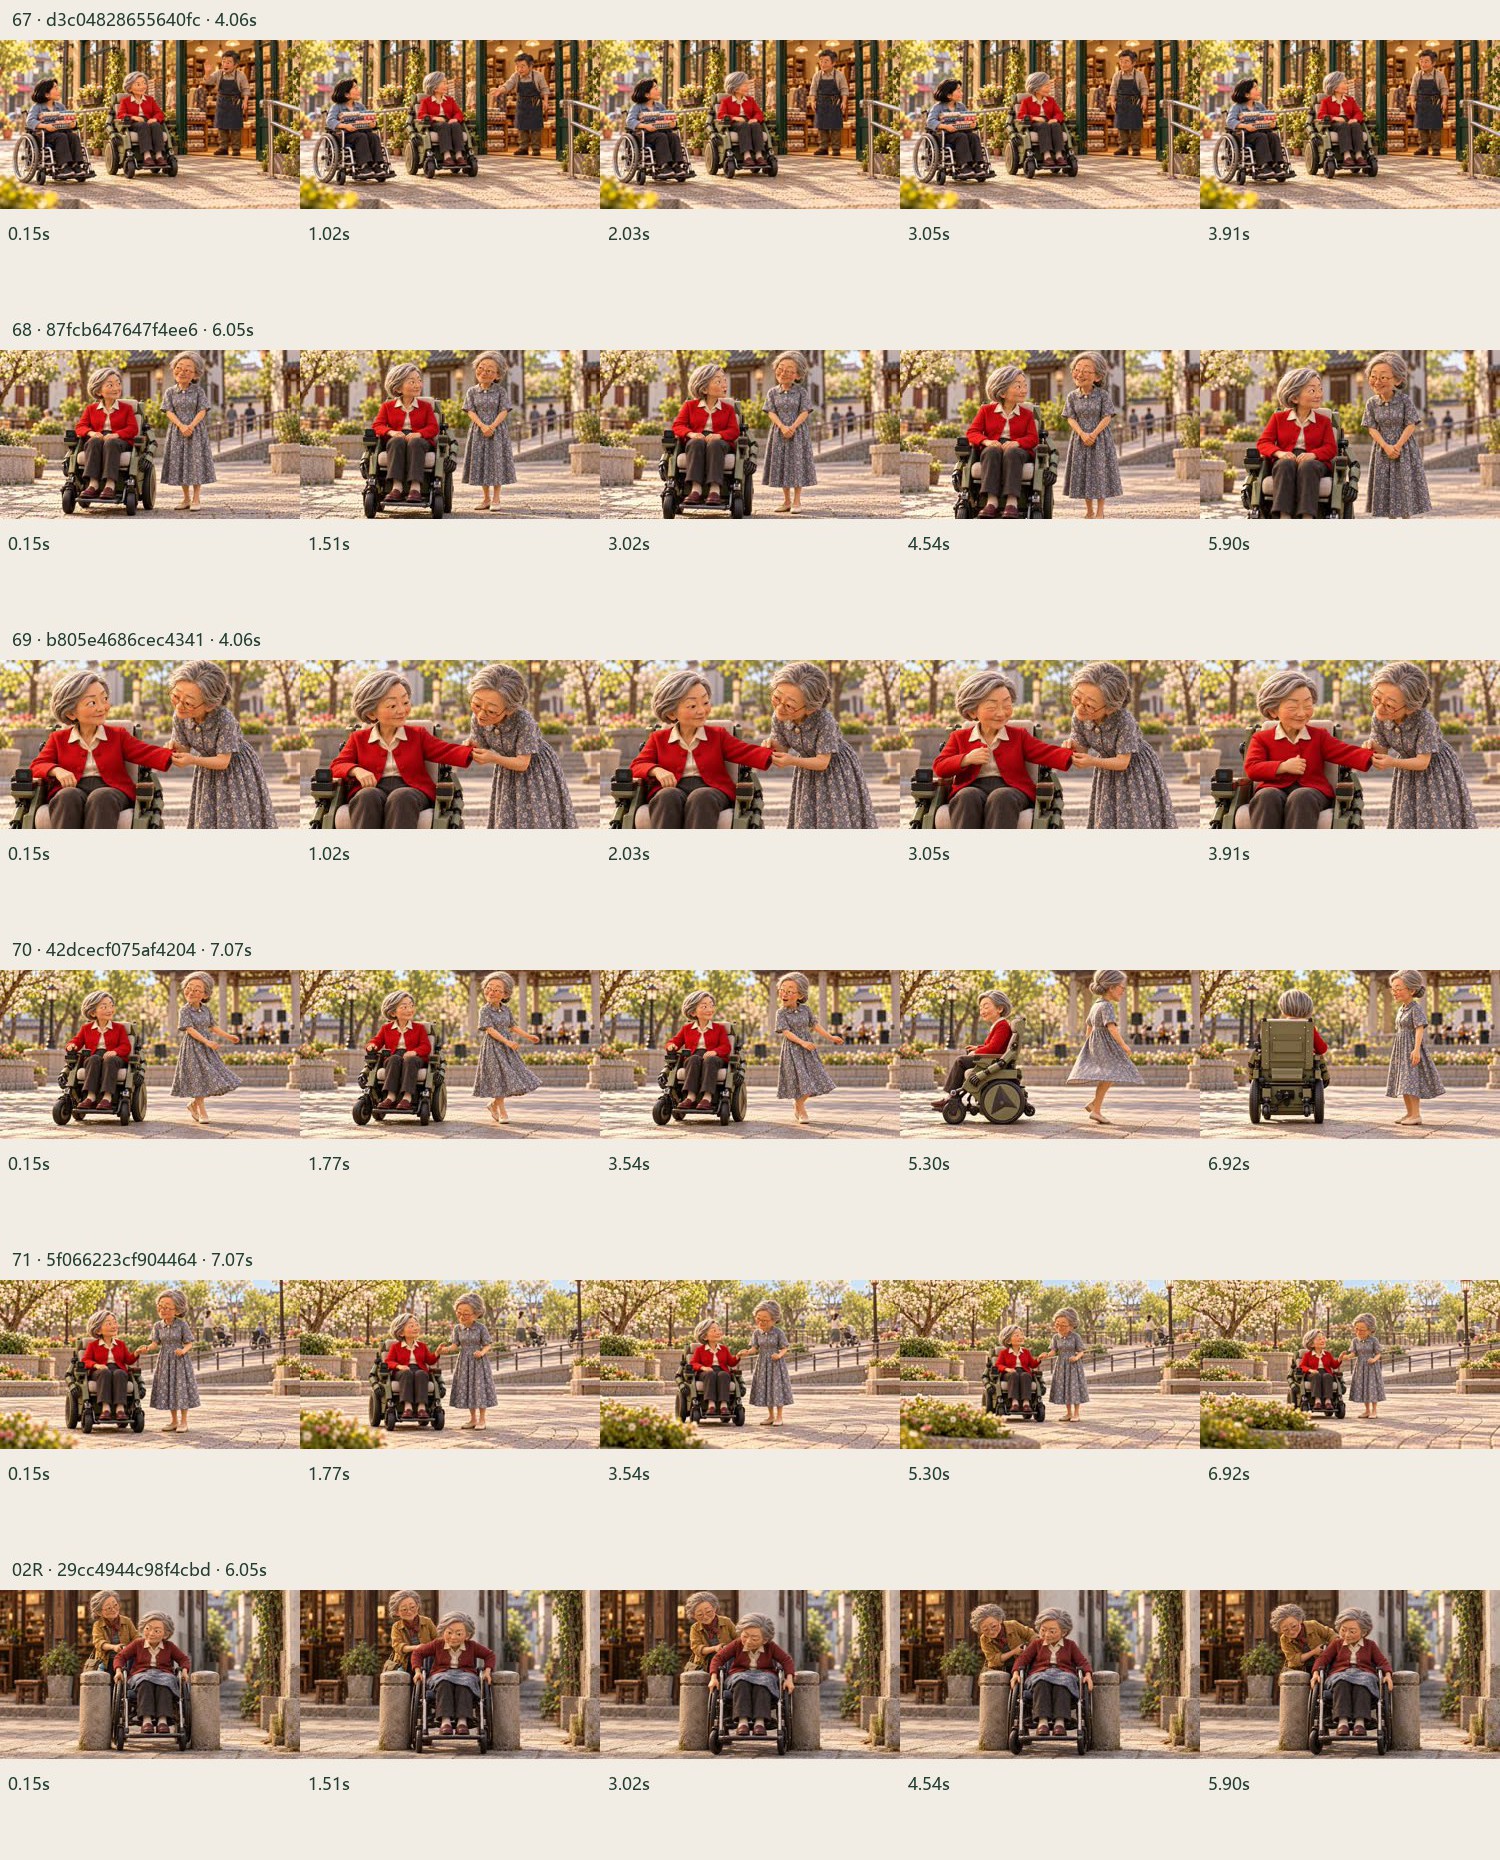 67 · d3c04828655640fc · 4.06s
0.15s 1.02s 2.03s 3.05s 3.91s
68 · 87fcb647647f4ee6 · 6.05s
0.15s 1.51s 3.02s 4.54s 5.90s
69 · b805e4686cec4341 · 4.06s
0.15s 1.02s 2.03s 3.05s 3.91s
70 · 42dcecf075af4204 · 7.07s
0.15s 1.77s 3.54s 5.30s 6.92s
71 · 5f066223cf904464 · 7.07s
0.15s 1.77s 3.54s 5.30s 6.92s
02R · 29cc4944c98f4cbd · 6.05s
0.15s 1.51s 3.02s 4.54s 5.90s